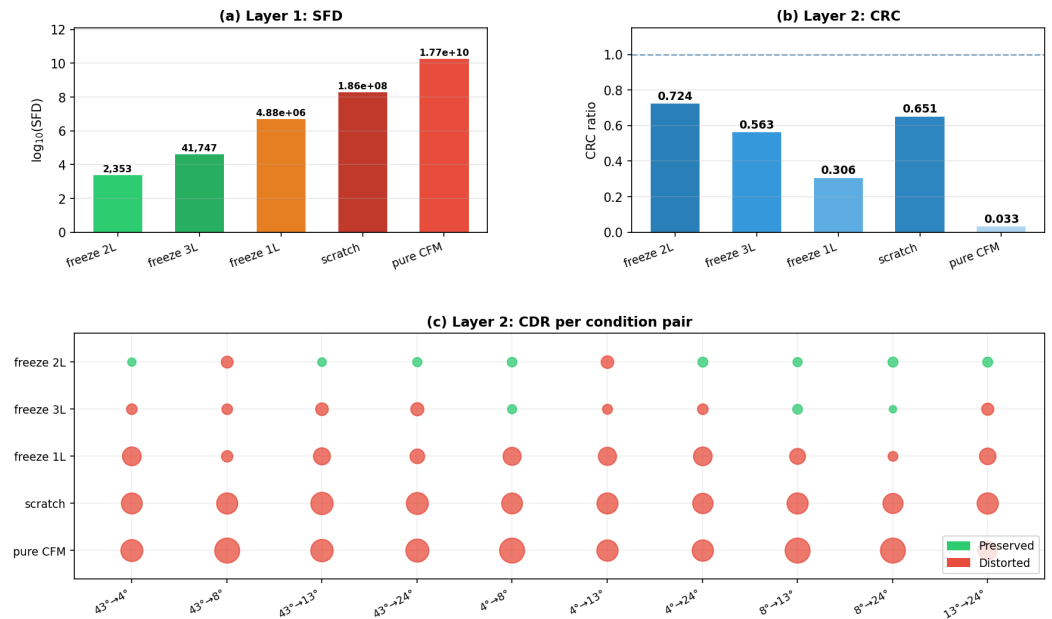 (a) Layer 1: SFD
log₁₀(SFD)
12
10
8
6
4
2
0
2,353
41,747
4.88e+06
1.86e+08
1.77e+10
freeze 2L
freeze 3L
freeze 1L
scratch
pure CFM
(b) Layer 2: CRC
CRC ratio
1.0
0.8
0.6
0.4
0.2
0.0
0.724
0.563
0.306
0.651
0.033
freeze 2L
freeze 3L
freeze 1L
scratch
pure CFM
(c) Layer 2: CDR per condition pair
freeze 2L
freeze 3L
freeze 1L
scratch
pure CFM
Preserved
Distorted
43°→4°
43°→8°
43°→13°
43°→24°
4°→8°
4°→13°
4°→24°
8°→13°
8°→24°
13°→24°